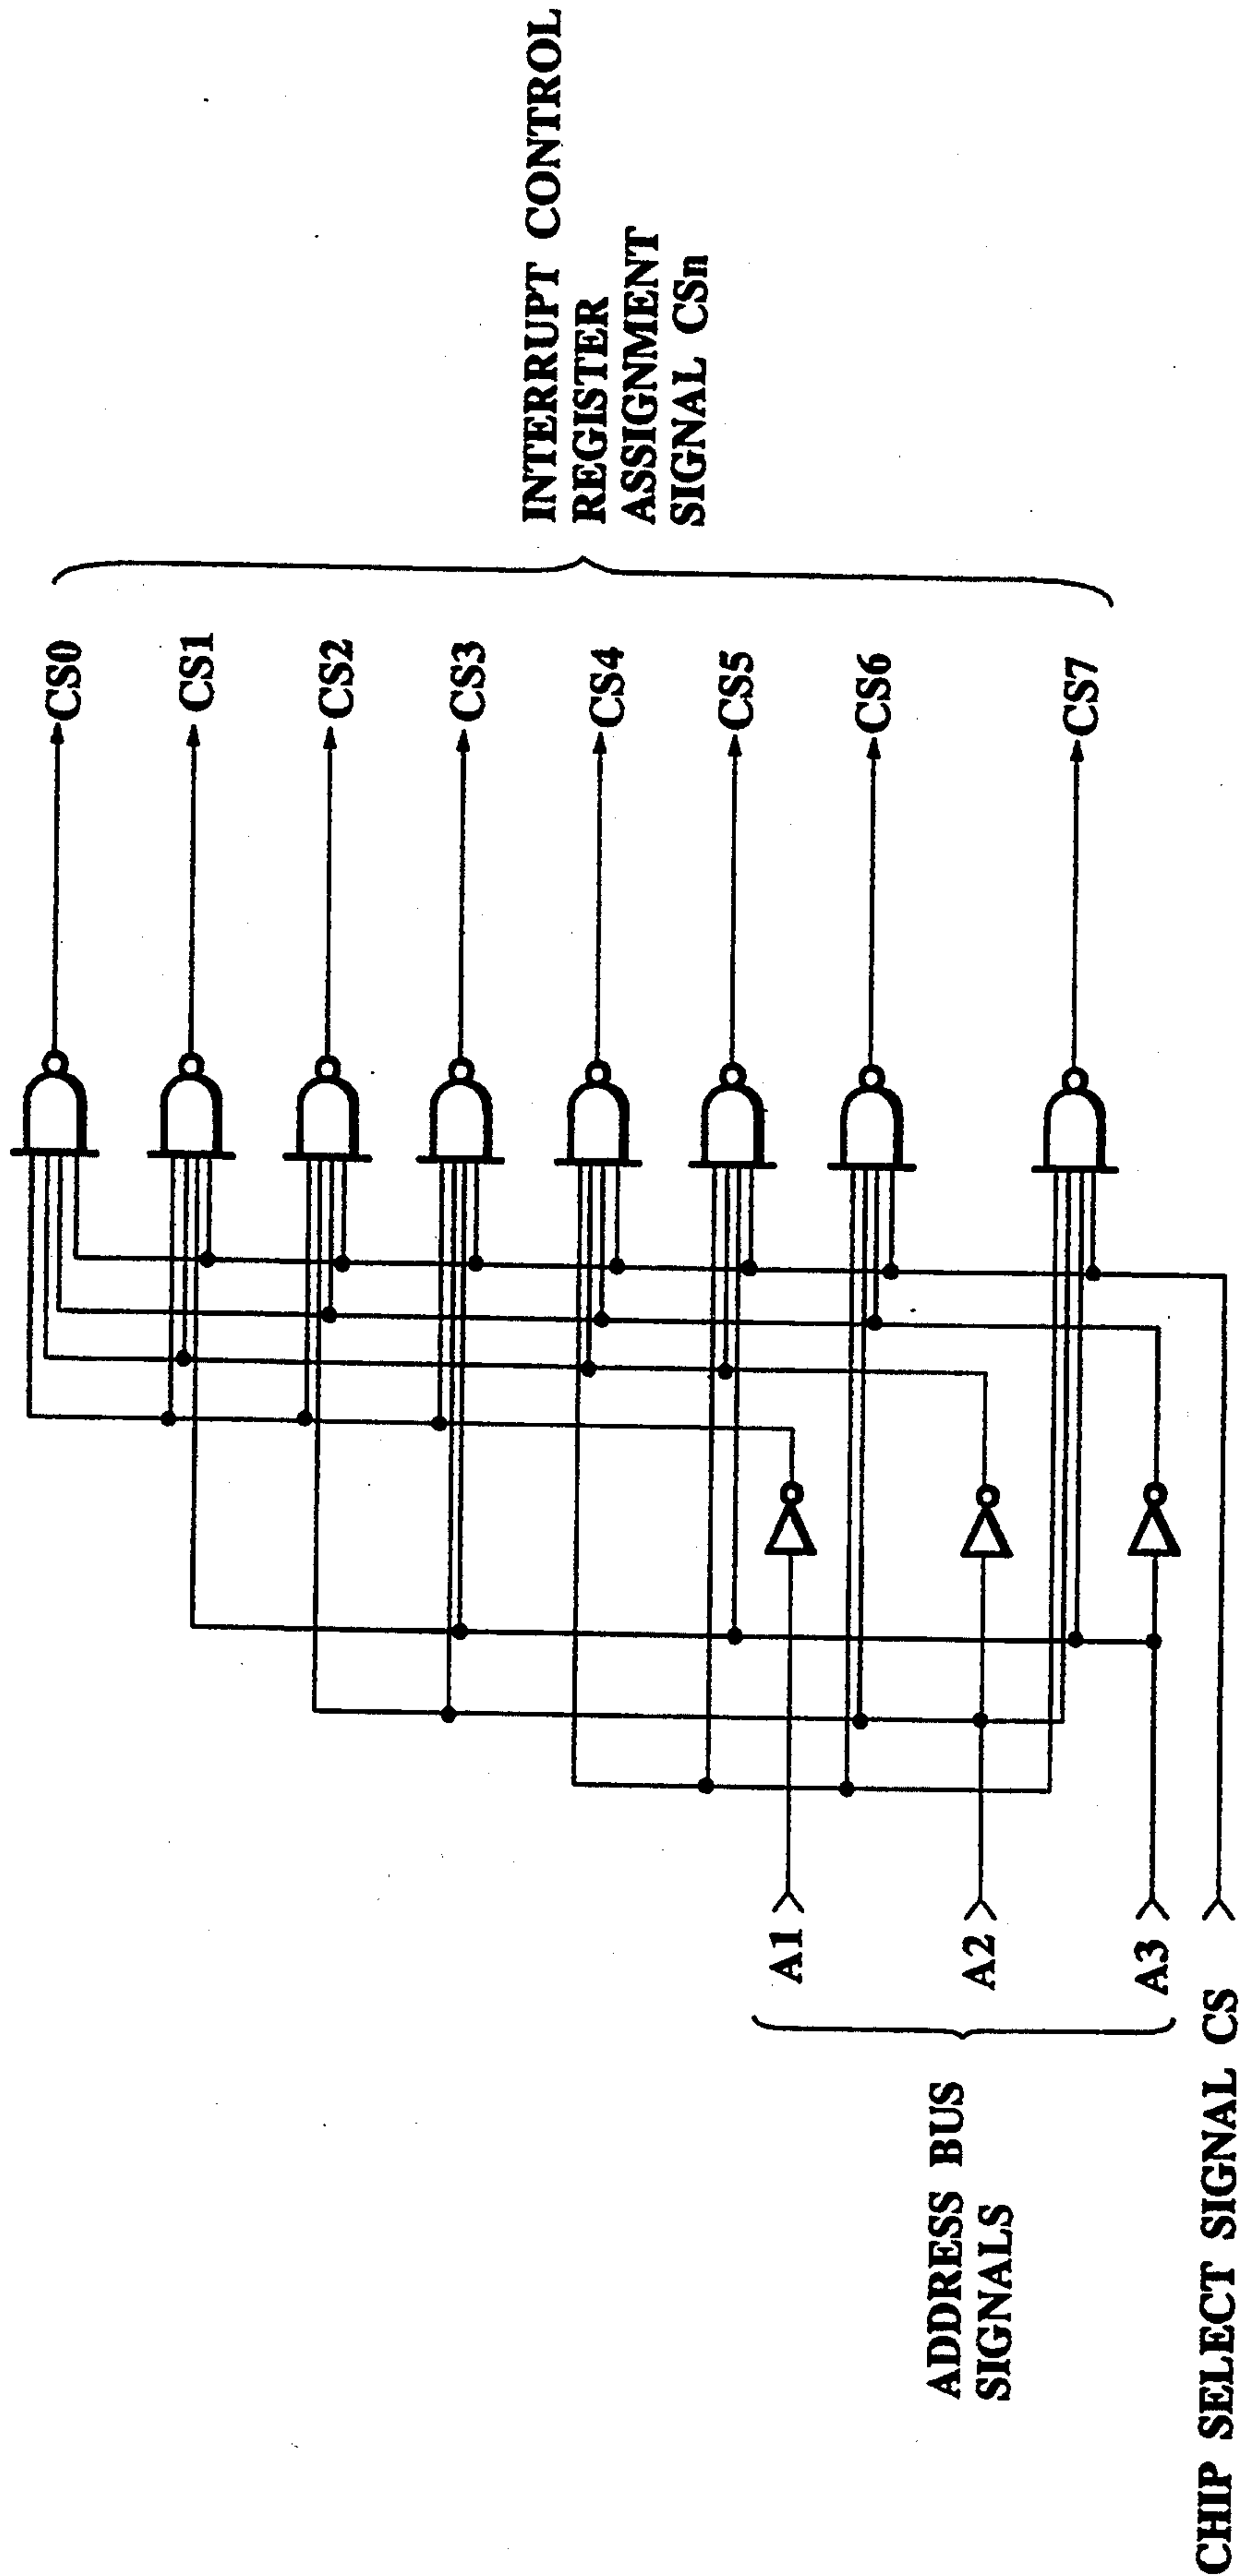 CS0
CS1
CS2
CS3
CS4
CS5
CS6
CS7
INTERRUPT CONTROL
REGISTER
ASSIGNMENT
SIGNAL CSn
A1
A2
A3
ADDRESS BUS
SIGNALS
CHIP SELECT SIGNAL CS